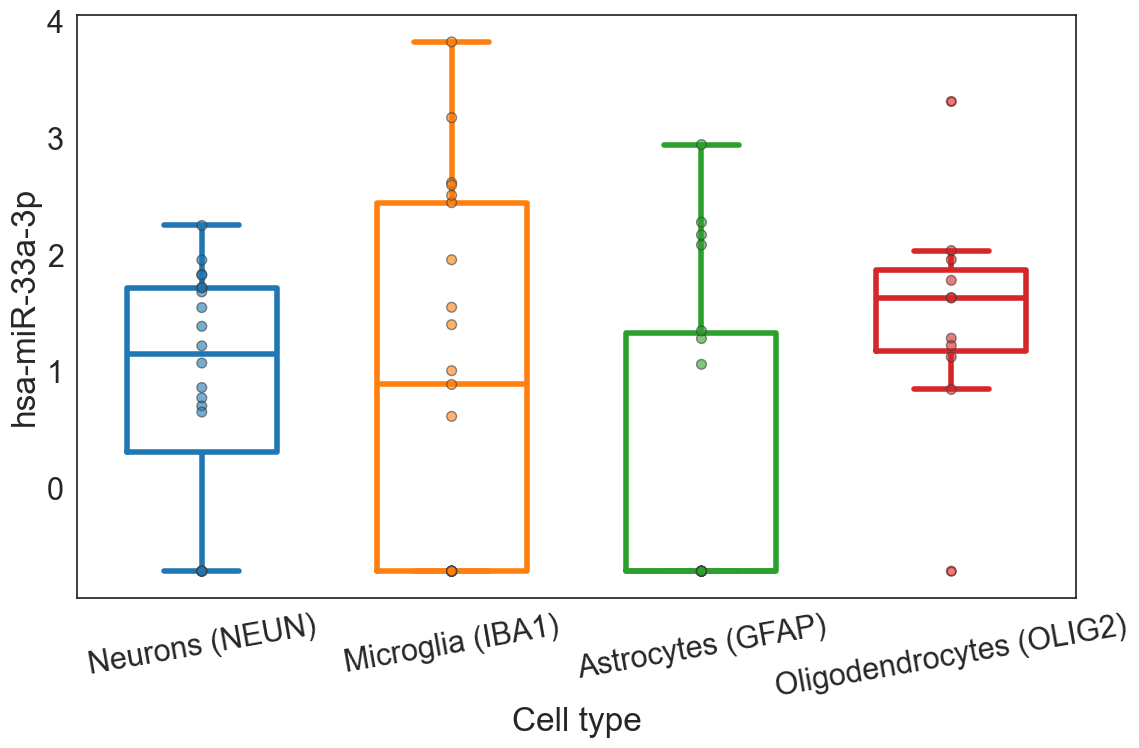 hsa-miR-33a-3p
4
3
2
1
0
Neurons (NEUN)
Microglia (IBA1)
Astrocytes (GFAP)
Oligodendrocytes (OLIG2)
Cell type